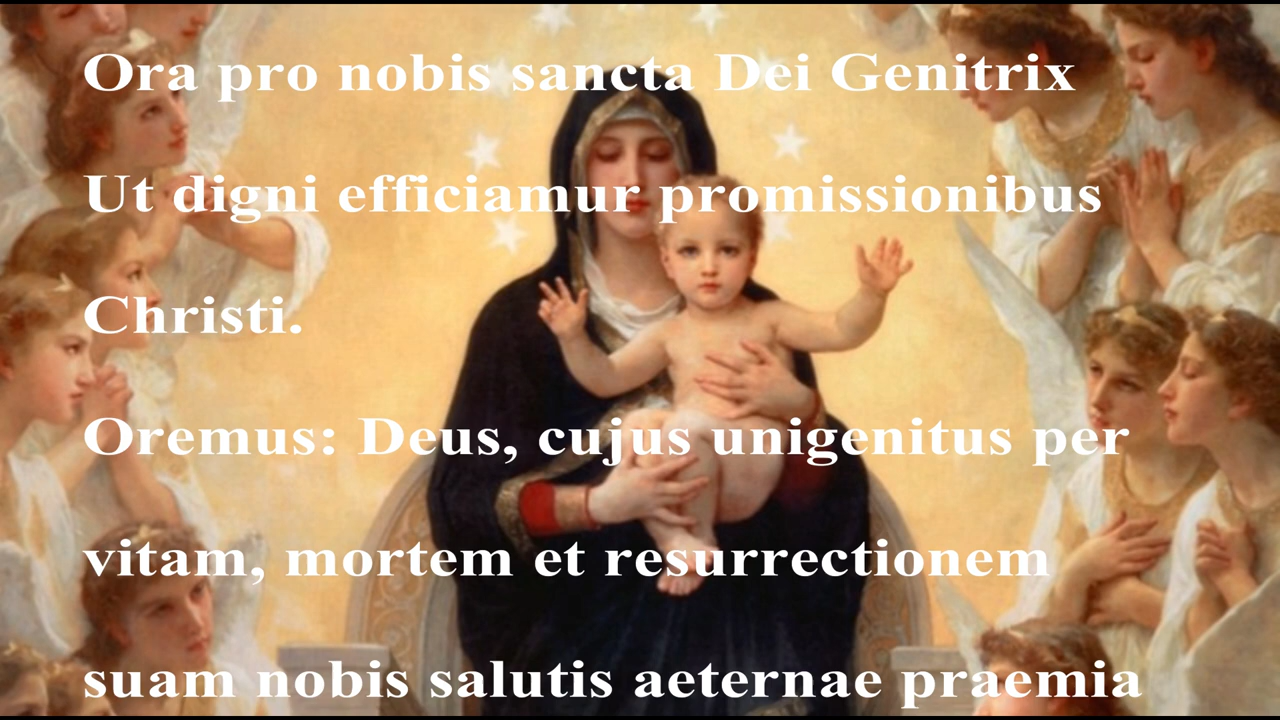 Ora pro nobis sancta Dei Genitrix
Ut digni efficiamur promissionibus
Christi.
Oremus: Deus, cujus unigenitus per
vitam, mortem et resurrectionem
suam nobis salutis aeternae praemia